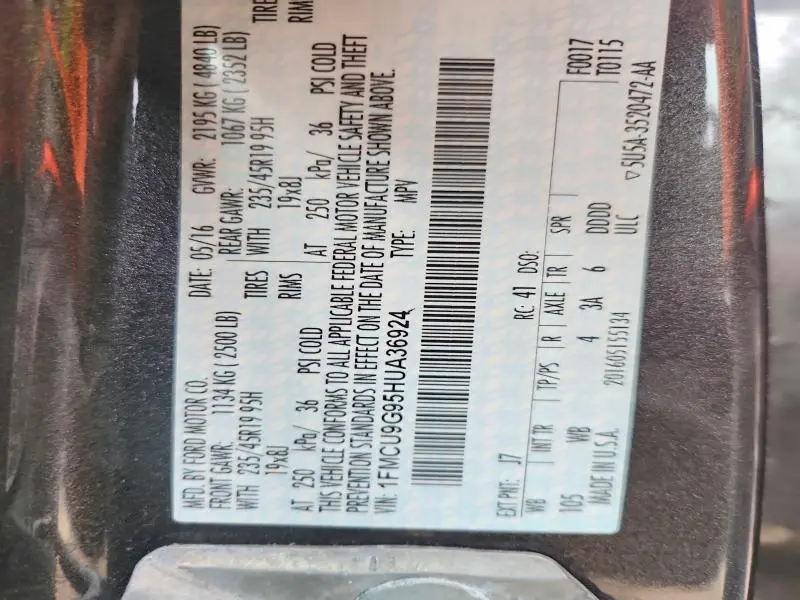 MFD. BY FORD MOTOR CO.
DATE: 05/16 GVWR: 2195 KG ( 4840 LB)
FRONT GAWR: 1134 KG ( 2500 LB)
REAR GAWR: 1067 KG ( 2352 LB)
WITH 235/45R19 95H TIRES
WITH 235/45R19 95H TIRE
19x8J RIMS
19x8J RIM
AT 250 kPa/ 36 PSI COLD
AT 250 kPa/ 36 PSI COLD
THIS VEHICLE CONFORMS TO ALL APPLICABLE FEDERAL MOTOR VEHICLE SAFETY AND THEFT
PREVENTION STANDARDS IN EFFECT ON THE DATE OF MANUFACTURE SHOWN ABOVE.
VIN: 1FMCU9G95HUA36924 TYPE: MPV
EXT PNT: J7 RC: 41 DSO:
F0017
WB INT TR TP/PS R AXLE TR SPR T0115
105 WB 4 3A 6 DDDD
MADE IN U.S.A. 201605155134 ULC
5U5A-3520472-AA